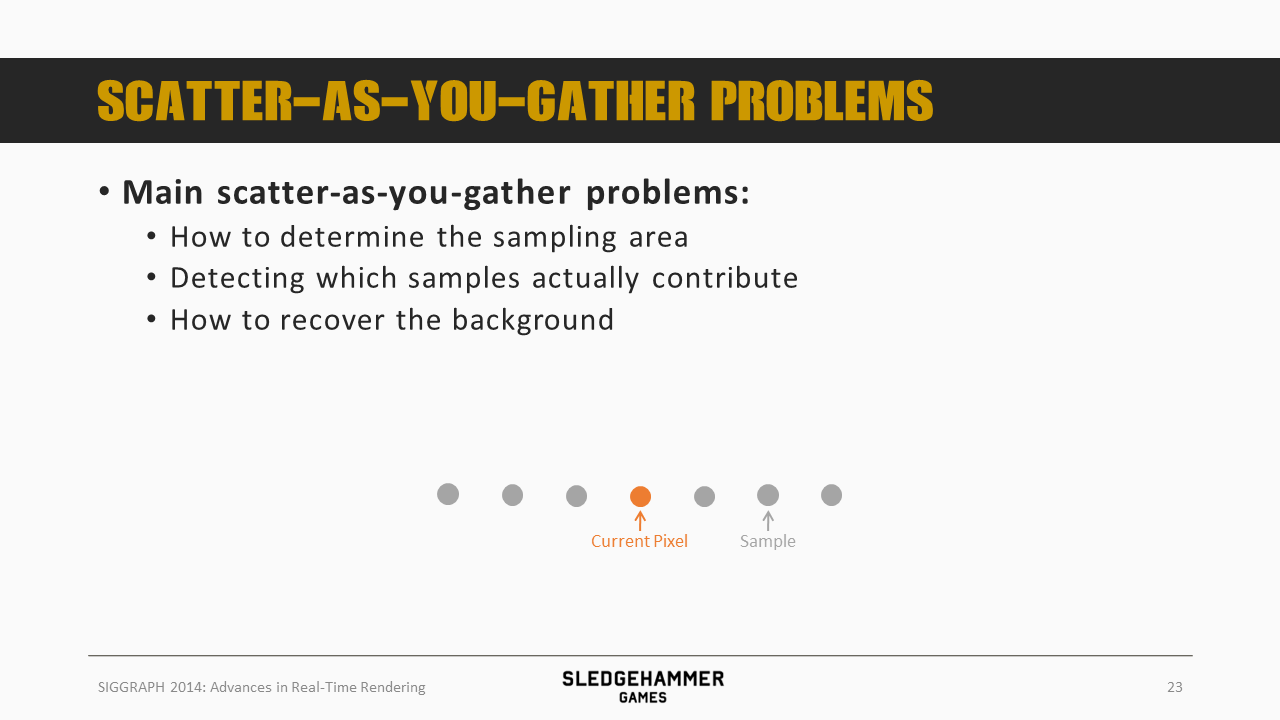 SCATTER-AS-YOU-GATHER PROBLEMS
• Main scatter-as-you-gather problems:
• How to determine the sampling area
• Detecting which samples actually contribute
• How to recover the background
Current Pixel
Sample
SIGGRAPH 2014: Advances in Real-Time Rendering
SLEDGEHAMMER
GAMES
23